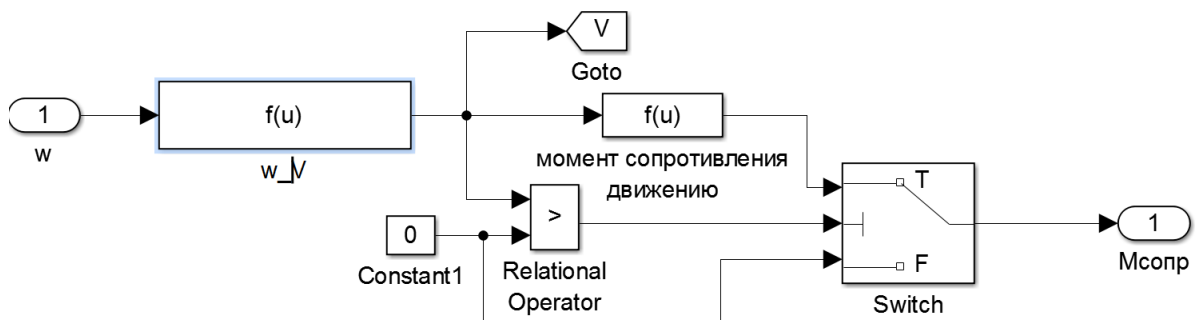 V
Goto
1
w
f(u)
w_V
f(u)
момент сопротивления
движению
0
Constant1
>
Relational
Operator
T
F
Switch
1
Мсопр